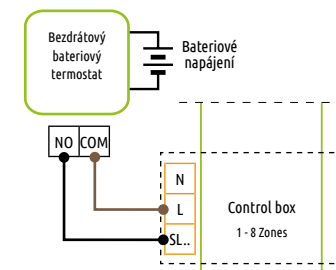 Bezdrátový
bateriový
termostat
Bateriové
napájení
NO COM
N
L
SL..
Control box
1 - 8 Zones